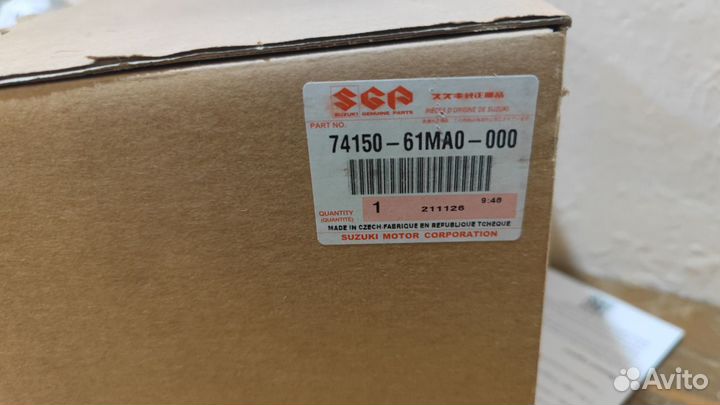 SGP
SUZUKI GENUINE PARTS
スズキ純正部品
PIÈCES D'ORIGINE DE SUZUKI
PART NO.
74150-61MA0-000
QUANTITY
(QUANTITÉ)
1
211126
9:48
MADE IN CZECH-FABRIQUE EN REPUBLIQUE TCHEQUE
SUZUKI MOTOR CORPORATION
Avito